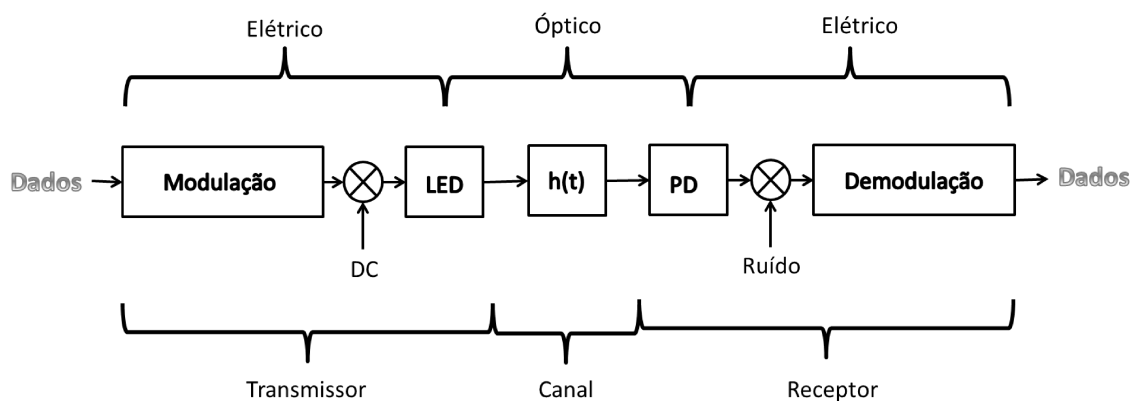 Elétrico
Óptico
Elétrico
Dados
Modulação
LED
h(t)
PD
Demodulação
Dados
DC
Ruído
Transmissor
Canal
Receptor